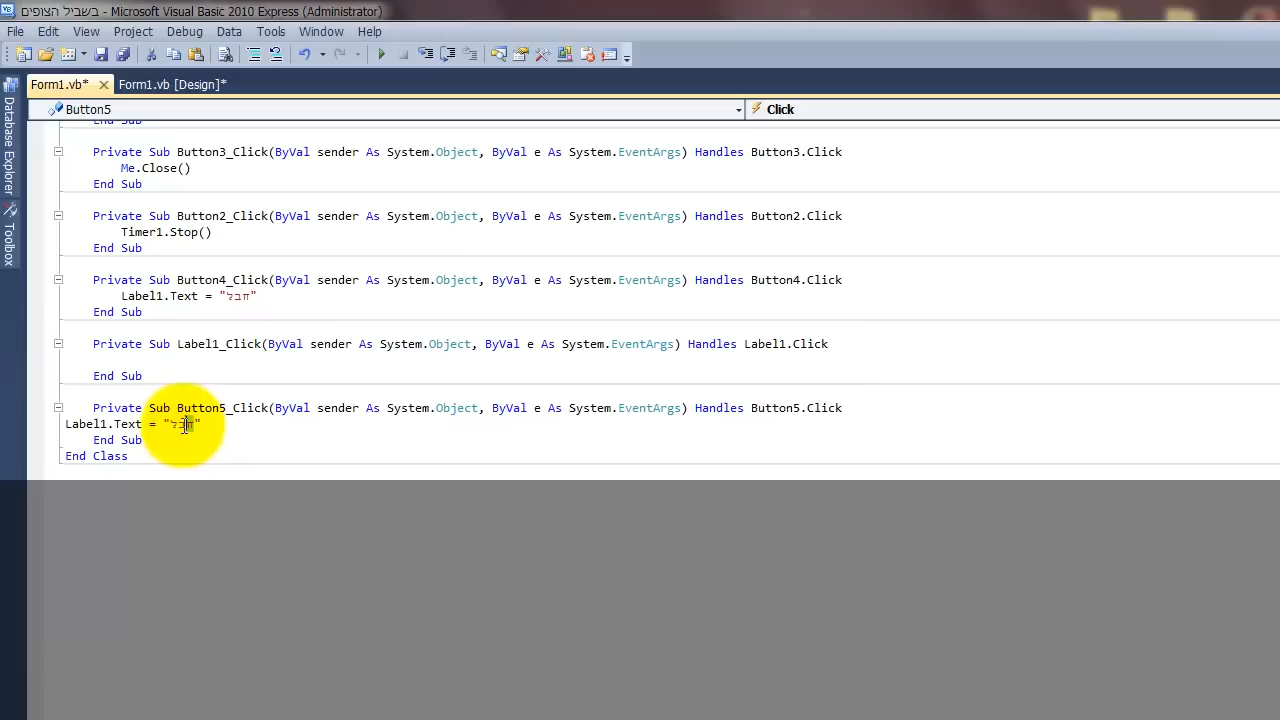 בשביל הצופים - Microsoft Visual Basic 2010 Express (Administrator)
File Edit View Project Debug Data Tools Window Help
Form1.vb* Form1.vb [Design]*
Button5 Click
Database Explorer
Toolbox
End Sub
Private Sub Button3_Click(ByVal sender As System.Object, ByVal e As System.EventArgs) Handles Button3.Click
Me.Close()
End Sub
Private Sub Button2_Click(ByVal sender As System.Object, ByVal e As System.EventArgs) Handles Button2.Click
Timer1.Stop()
End Sub
Private Sub Button4_Click(ByVal sender As System.Object, ByVal e As System.EventArgs) Handles Button4.Click
Label1.Text = "חבל"
End Sub
Private Sub Label1_Click(ByVal sender As System.Object, ByVal e As System.EventArgs) Handles Label1.Click
End Sub
Private Sub Button5_Click(ByVal sender As System.Object, ByVal e As System.EventArgs) Handles Button5.Click
Label1.Text = "חבל"
End Sub
End Class